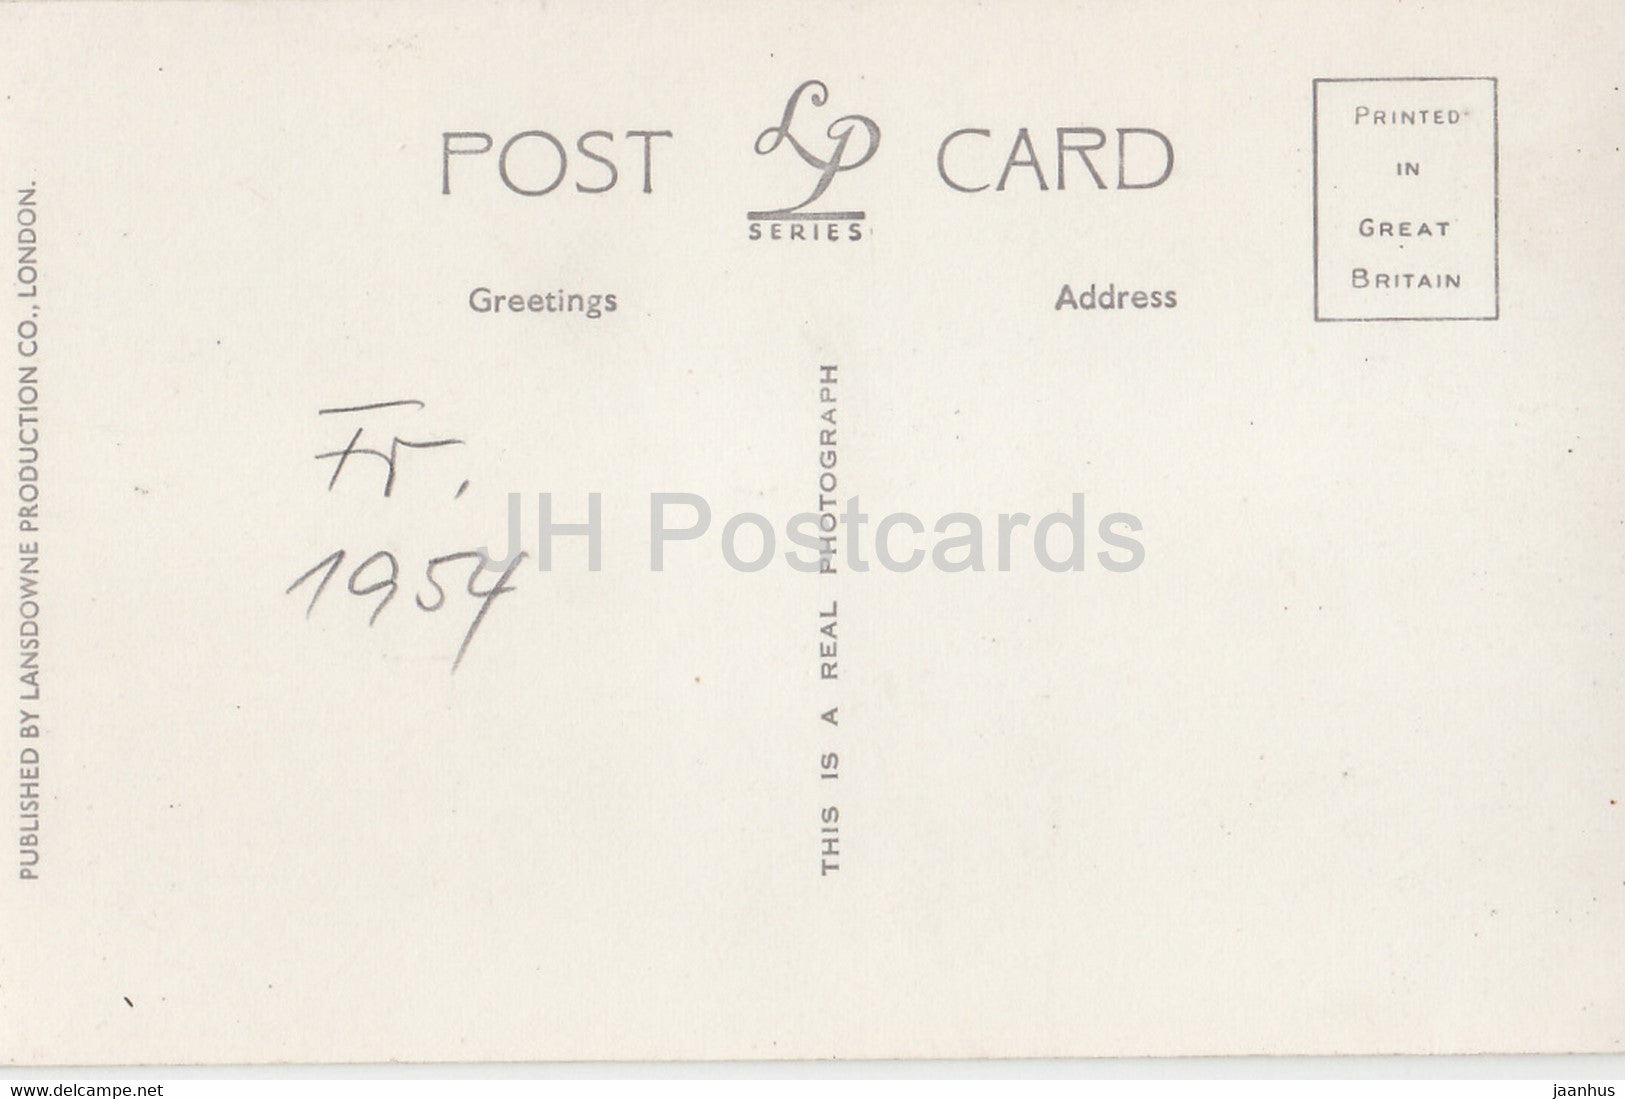 POST LP CARD
SERIES
PRINTED
IN
GREAT
BRITAIN
Greetings
Address
PUBLISHED BY LANSDOWNE PRODUCTION CO., LONDON.
THIS IS A REAL PHOTOGRAPH
Fr,
1954
JH Postcards
www.delcampe.net
jaanhus